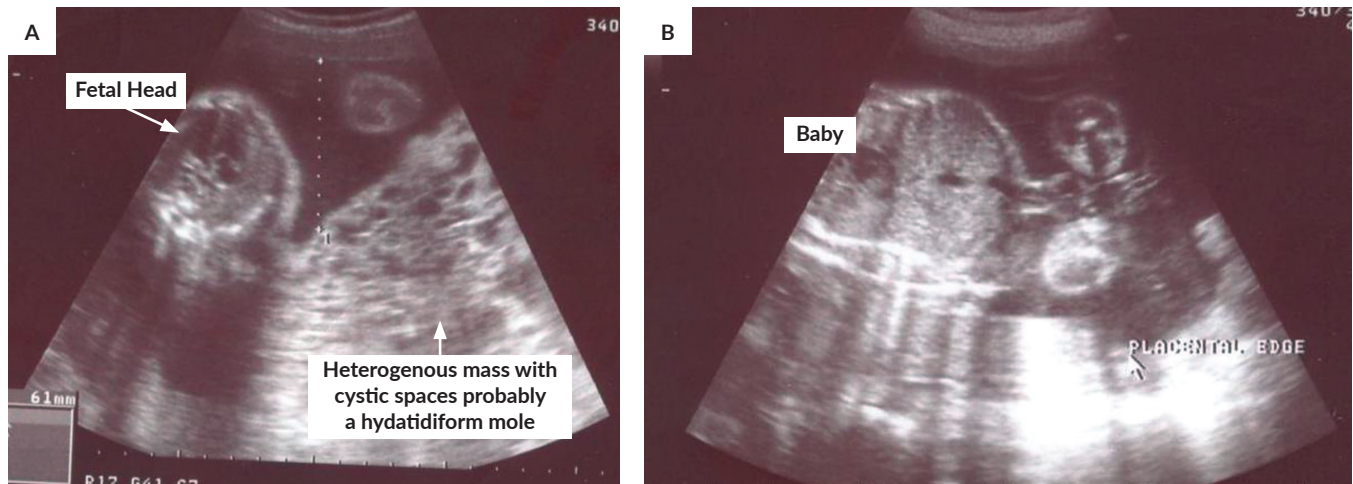 A
340
Fetal Head
Heterogenous mass with
cystic spaces probably
a hydatidiform mole
61mm
B
Baby
PLACENTAL EDGE